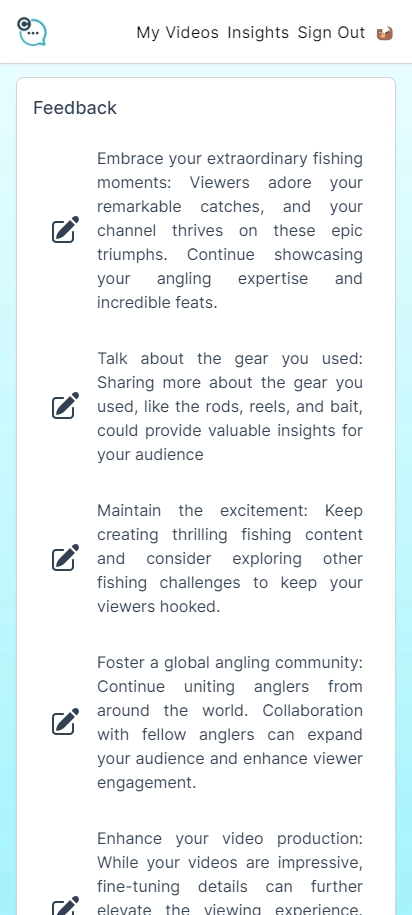 My Videos Insights Sign Out
Feedback
Embrace your extraordinary fishing
moments: Viewers adore your
remarkable catches, and your
channel thrives on these epic
triumphs. Continue showcasing
your angling expertise and
incredible feats.
Talk about the gear you used:
Sharing more about the gear you
used, like the rods, reels, and bait,
could provide valuable insights for
your audience
Maintain the excitement: Keep
creating thrilling fishing content
and consider exploring other
fishing challenges to keep your
viewers hooked.
Foster a global angling community:
Continue uniting anglers from
around the world. Collaboration
with fellow anglers can expand
your audience and enhance viewer
engagement.
Enhance your video production:
While your videos are impressive,
fine-tuning details can further
elevate the viewing experience.